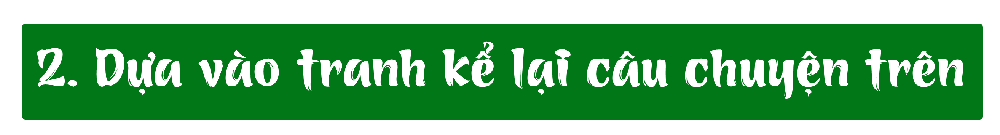 2. Dựa vào tranh kể lại câu chuyện trên